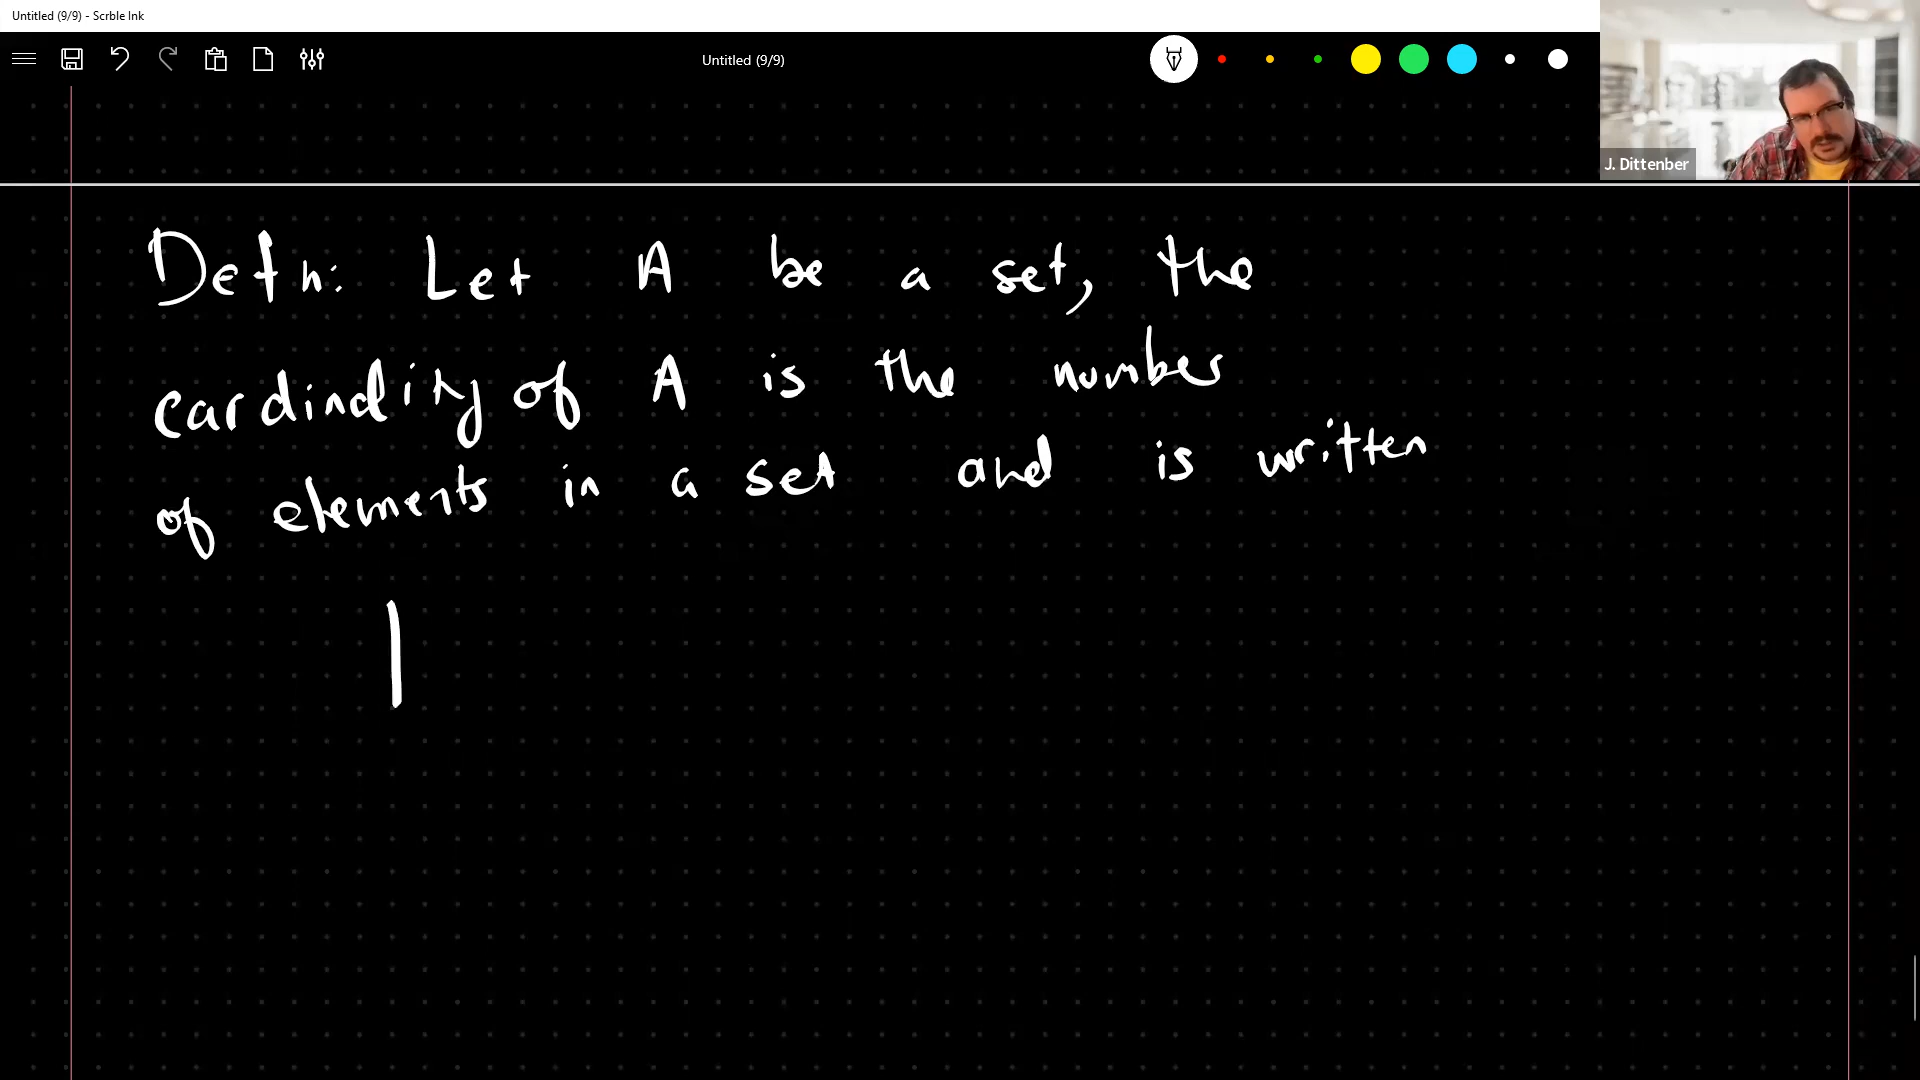 Untitled (9/9) - Scrble Ink
Untitled (9/9)
J. Dittenber
Defn: Let A be a set, the
cardinality of A is the number
of elements in a set and is written
|